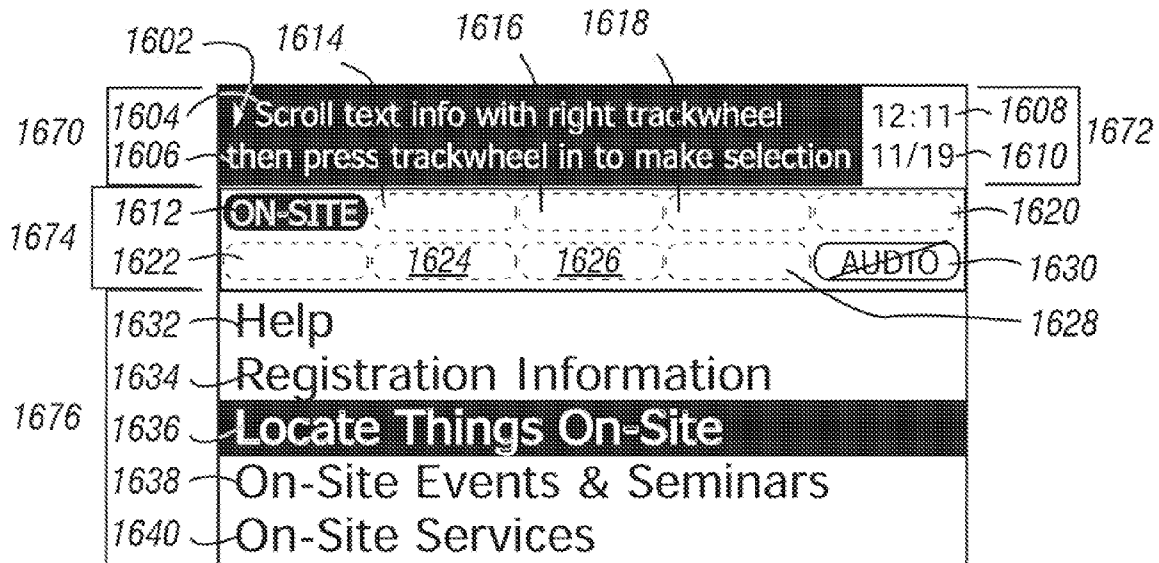 1602 1614 1616 1618
1670 1604 Scroll text info with right trackwheel 12:11 1608 1672
1606 then press trackwheel in to make selection 11/19 1610
1674 1612 ON-SITE 1620
1622 1624 1626 AUDIO 1630
1632 Help 1628
1634 Registration Information
1676 1636 Locate Things On-Site
1638 On-Site Events & Seminars
1640 On-Site Services